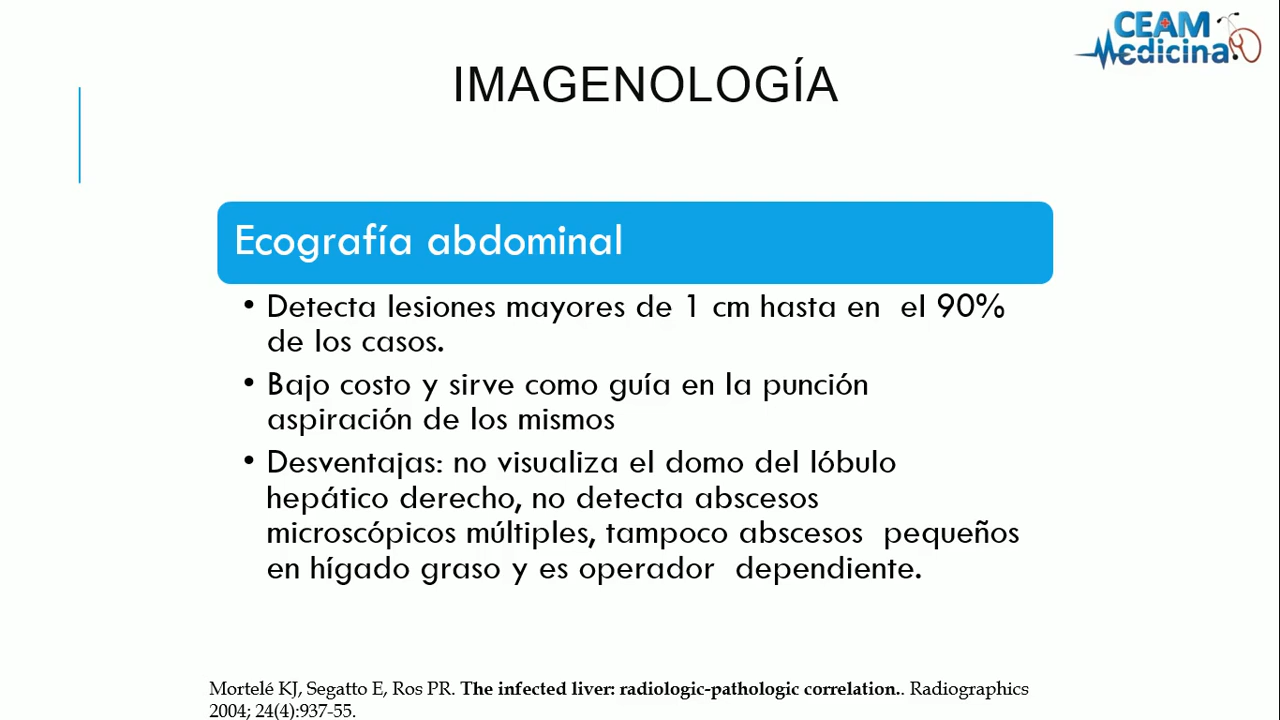 CEAM
Medicina
IMAGENOLOGÍA
Ecografía abdominal
• Detecta lesiones mayores de 1 cm hasta en el 90%
de los casos.
• Bajo costo y sirve como guía en la punción
aspiración de los mismos
• Desventajas: no visualiza el domo del lóbulo
hepático derecho, no detecta abscesos
microscópicos múltiples, tampoco abscesos pequeños
en hígado graso y es operador dependiente.
Mortelé KJ, Segatto E, Ros PR. The infected liver: radiologic-pathologic correlation.. Radiographics
2004; 24(4):937-55.